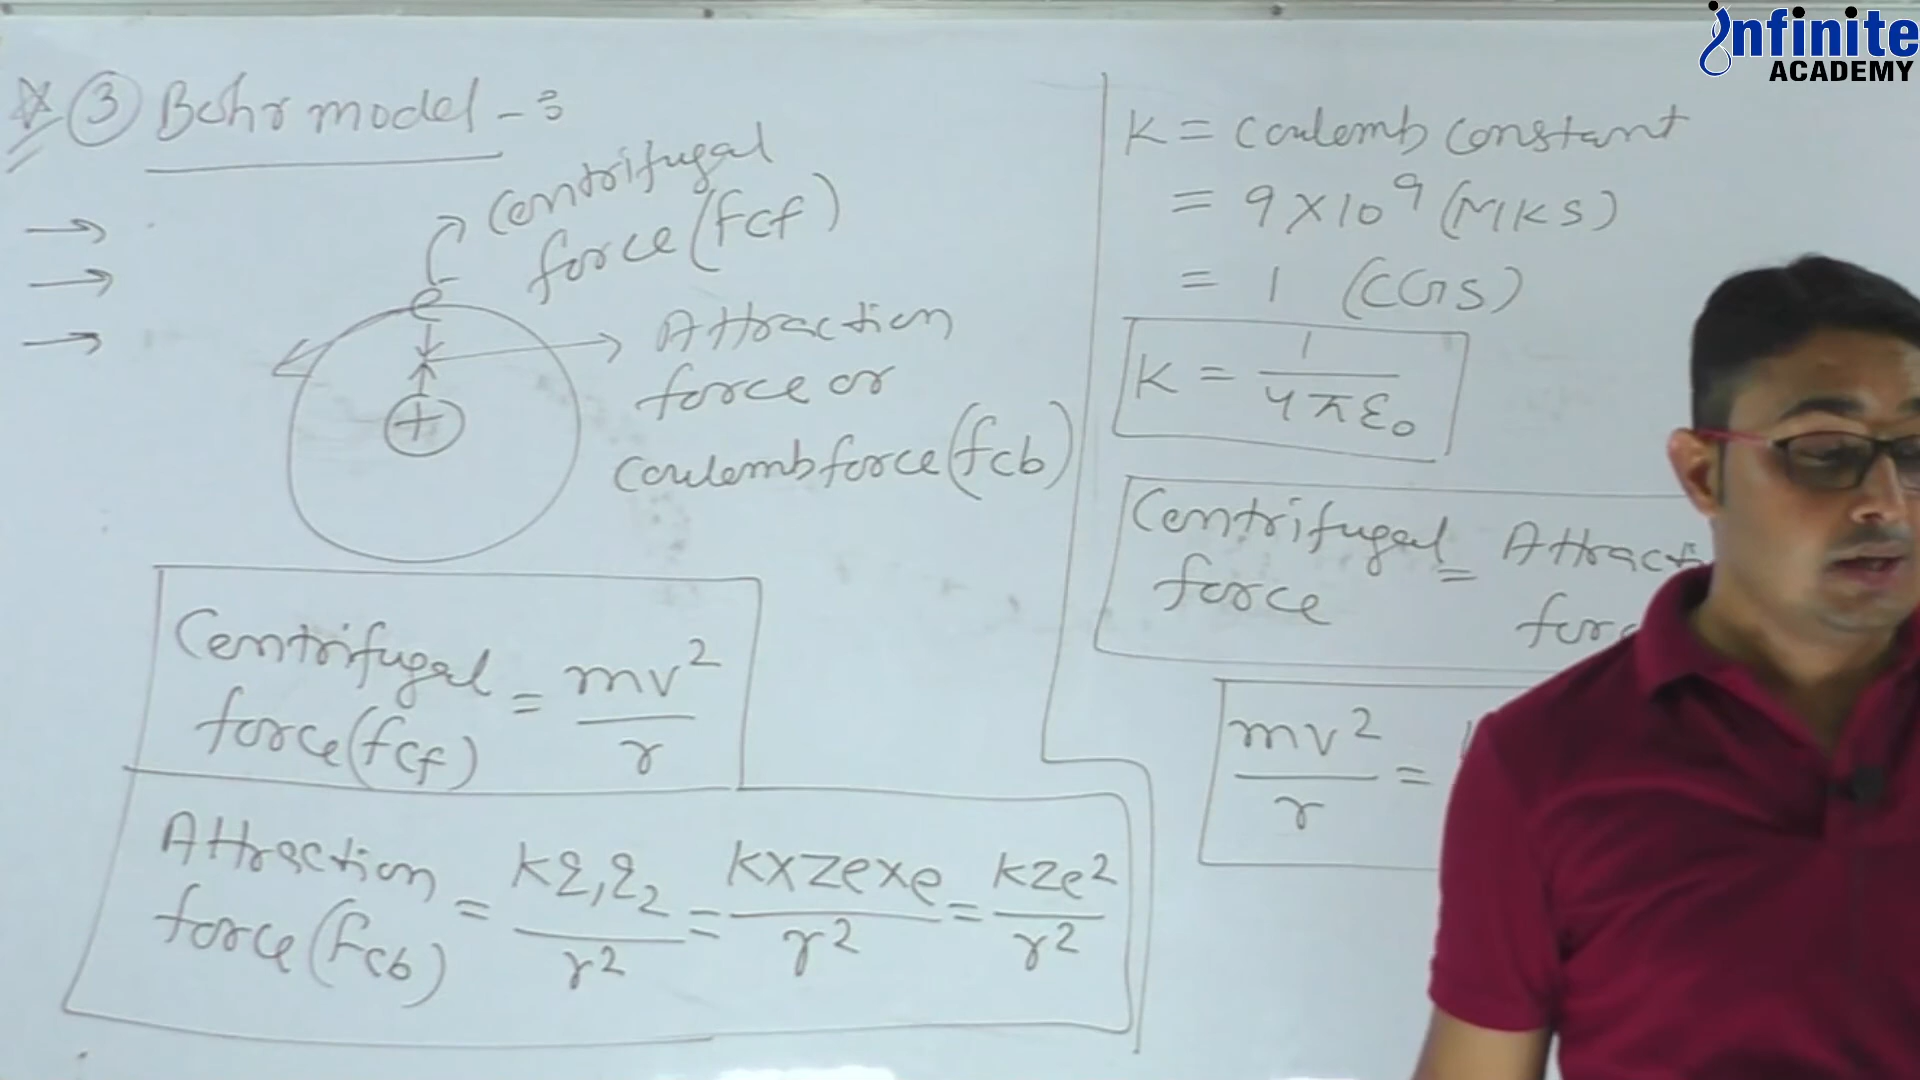 Infinite
ACADEMY
③ Bohr model -:
Centrifugal
force (fcf)
e
Attraction
force or
Coulomb force (fcb)
+
Centrifugal
force (fcf) = mv²/r
Attraction
force (fcb) = kq₁q₂/r² = k×ze×e/r² = kze²/r²
K = Coulomb constant
= 9×10⁹ (MKS)
= 1 (CGS)
K = 1/4πε₀
Centrifugal = Attracti
force forc
mv²/r =